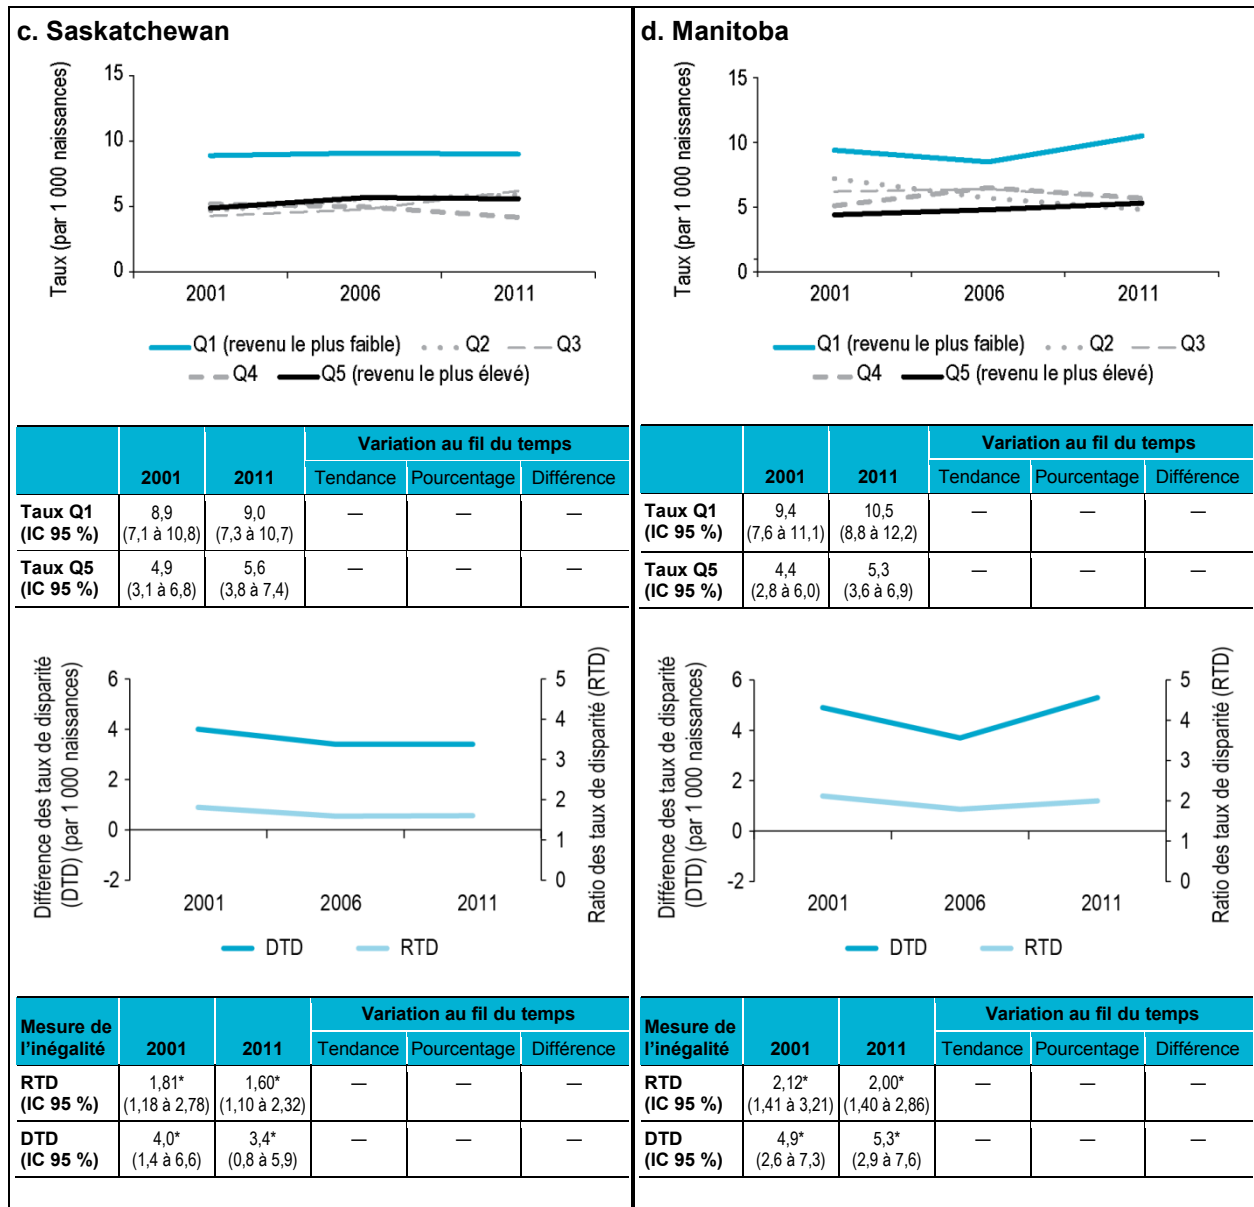 c. Saskatchewan
Taux (par 1 000 naissances)
15
10
5
0
2001 2006 2011
Q1 (revenu le plus faible) Q2 Q3
Q4 Q5 (revenu le plus élevé)
Variation au fil du temps
2001 2011 Tendance Pourcentage Différence
Taux Q1 8,9 9,0 — — —
(IC 95 %) (7,1 à 10,8) (7,3 à 10,7)
Taux Q5 4,9 5,6 — — —
(IC 95 %) (3,1 à 6,8) (3,8 à 7,4)
Différence des taux de disparité
(DTD) (par 1 000 naissances)
6
4
2
0
-2
5
4
3
2
1
0
Ratio des taux de disparité (RTD)
2001 2006 2011
DTD RTD
Variation au fil du temps
Mesure de
l’inégalité 2001 2011 Tendance Pourcentage Différence
RTD 1,81* 1,60* — — —
(IC 95 %) (1,18 à 2,78) (1,10 à 2,32)
DTD 4,0* 3,4* — — —
(IC 95 %) (1,4 à 6,6) (0,8 à 5,9)
d. Manitoba
Taux (par 1 000 naissances)
15
10
5
0
2001 2006 2011
Q1 (revenu le plus faible) Q2 Q3
Q4 Q5 (revenu le plus élevé)
Variation au fil du temps
2001 2011 Tendance Pourcentage Différence
Taux Q1 9,4 10,5 — — —
(IC 95 %) (7,6 à 11,1) (8,8 à 12,2)
Taux Q5 4,4 5,3 — — —
(IC 95 %) (2,8 à 6,0) (3,6 à 6,9)
Différence des taux de disparité
(DTD) (par 1 000 naissances)
6
4
2
0
-2
5
4
3
2
1
0
Ratio des taux de disparité (RTD)
2001 2006 2011
DTD RTD
Variation au fil du temps
Mesure de
l’inégalité 2001 2011 Tendance Pourcentage Différence
RTD 2,12* 2,00* — — —
(IC 95 %) (1,41 à 3,21) (1,40 à 2,86)
DTD 4,9* 5,3* — — —
(IC 95 %) (2,6 à 7,3) (2,9 à 7,6)